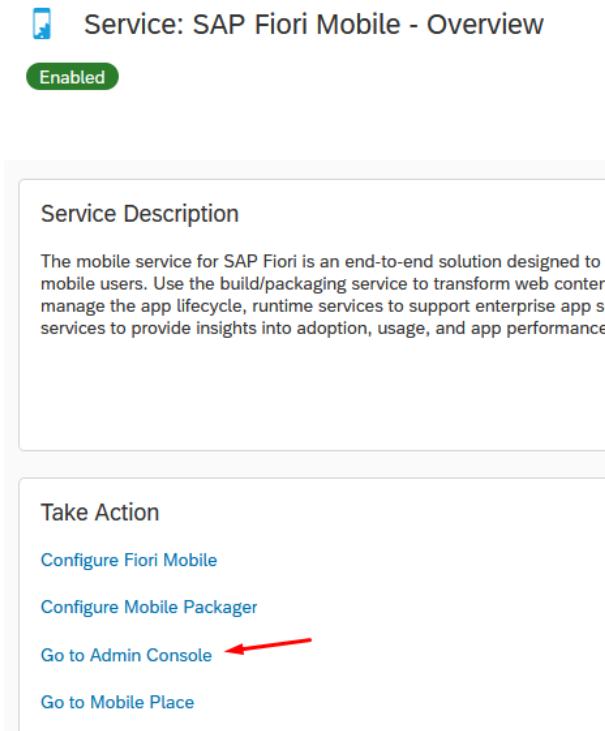 Service: SAP Fiori Mobile - Overview
Enabled
Service Description
The mobile service for SAP Fiori is an end-to-end solution designed to
mobile users. Use the build/packaging service to transform web conten
manage the app lifecycle, runtime services to support enterprise app s
services to provide insights into adoption, usage, and app performance
Take Action
Configure Fiori Mobile
Configure Mobile Packager
Go to Admin Console
Go to Mobile Place